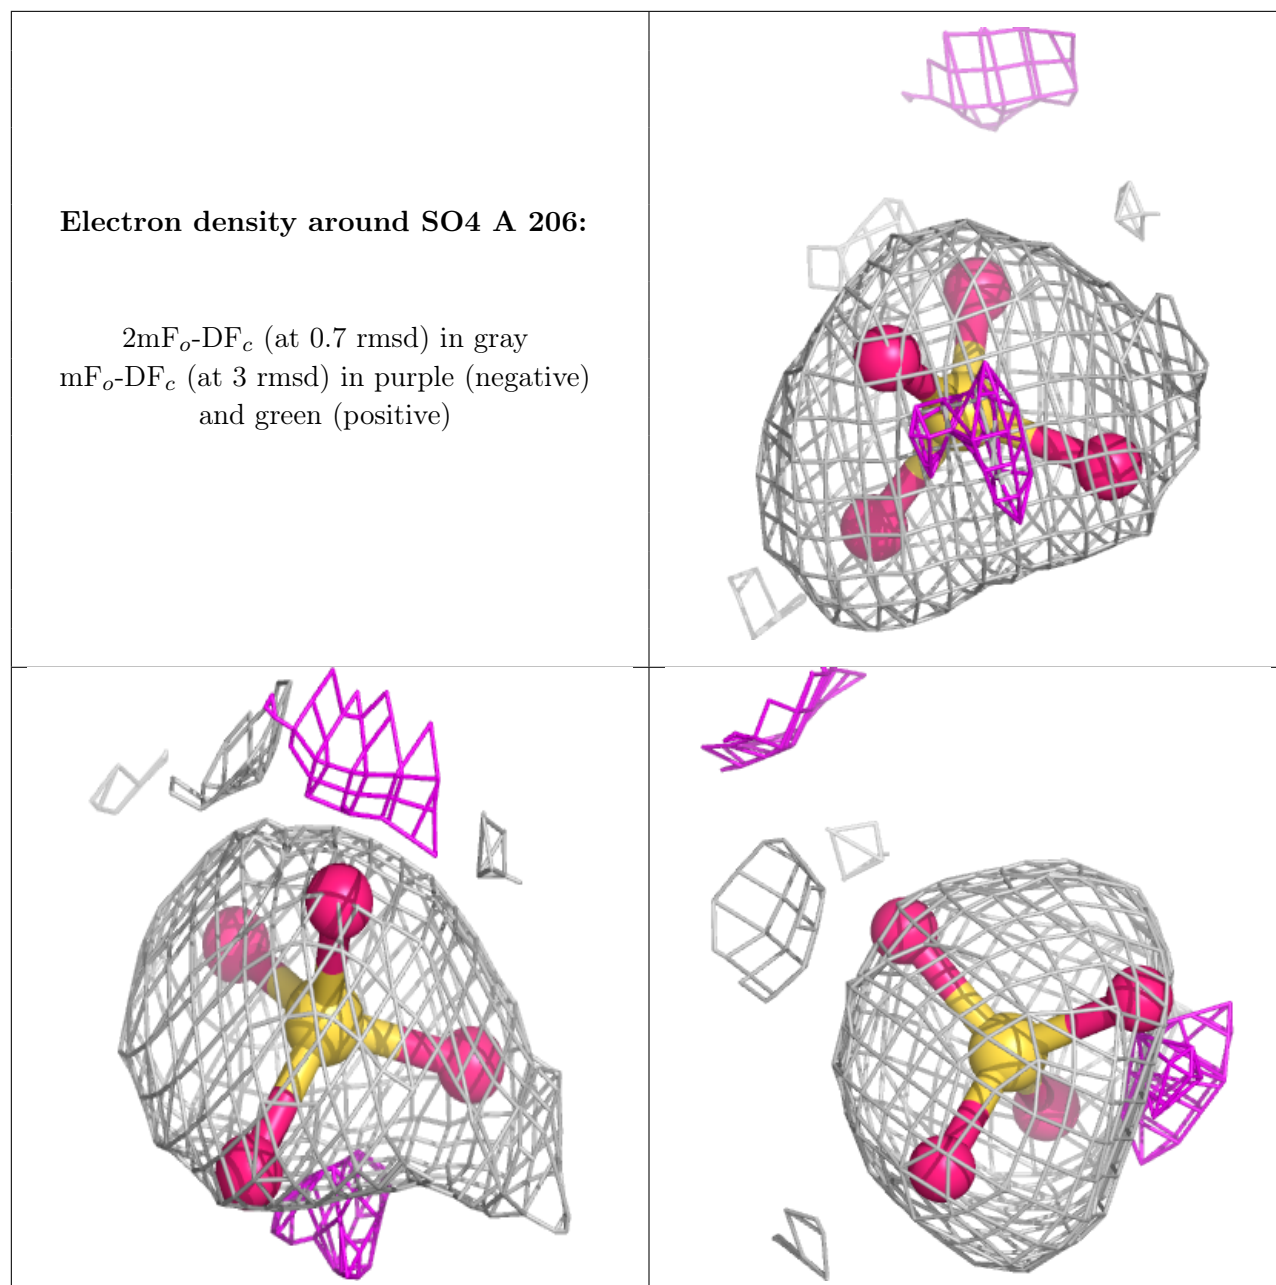 Electron density around SO4 A 206:
2mFo-DFc (at 0.7 rmsd) in gray
mFo-DFc (at 3 rmsd) in purple (negative)
and green (positive)